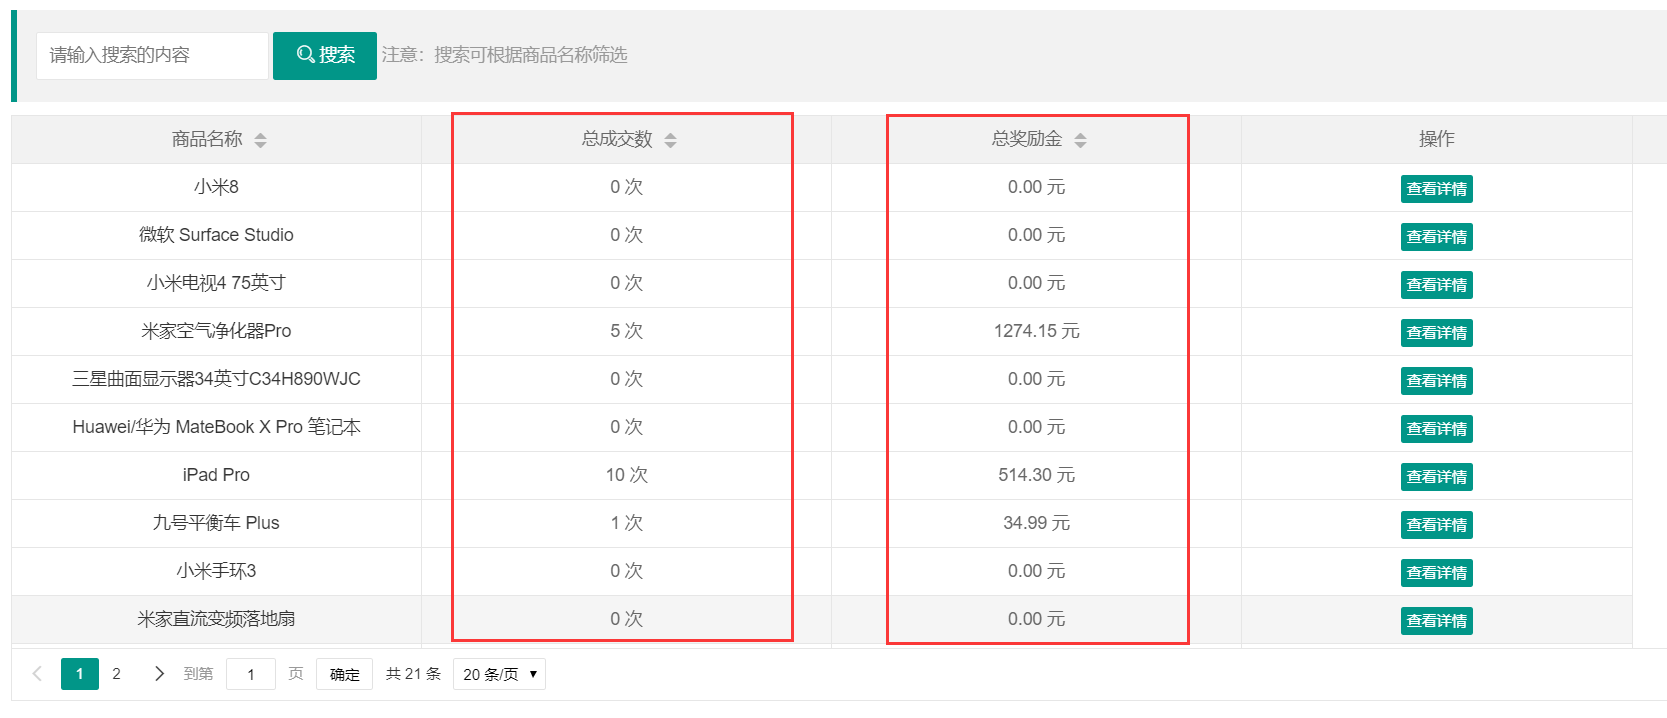 请输入搜索的内容 搜索 注意：搜索可根据商品名称筛选
商品名称 总成交数 总奖励金 操作
小米8 0 次 0.00 元 查看详情
微软 Surface Studio 0 次 0.00 元 查看详情
小米电视4 75英寸 0 次 0.00 元 查看详情
米家空气净化器Pro 5 次 1274.15 元 查看详情
三星曲面显示器34英寸C34H890WJC 0 次 0.00 元 查看详情
Huawei/华为 MateBook X Pro 笔记本 0 次 0.00 元 查看详情
iPad Pro 10 次 514.30 元 查看详情
九号平衡车 Plus 1 次 34.99 元 查看详情
小米手环3 0 次 0.00 元 查看详情
米家直流变频落地扇 0 次 0.00 元 查看详情
1 2 到第 1 页 确定 共 21 条 20 条/页